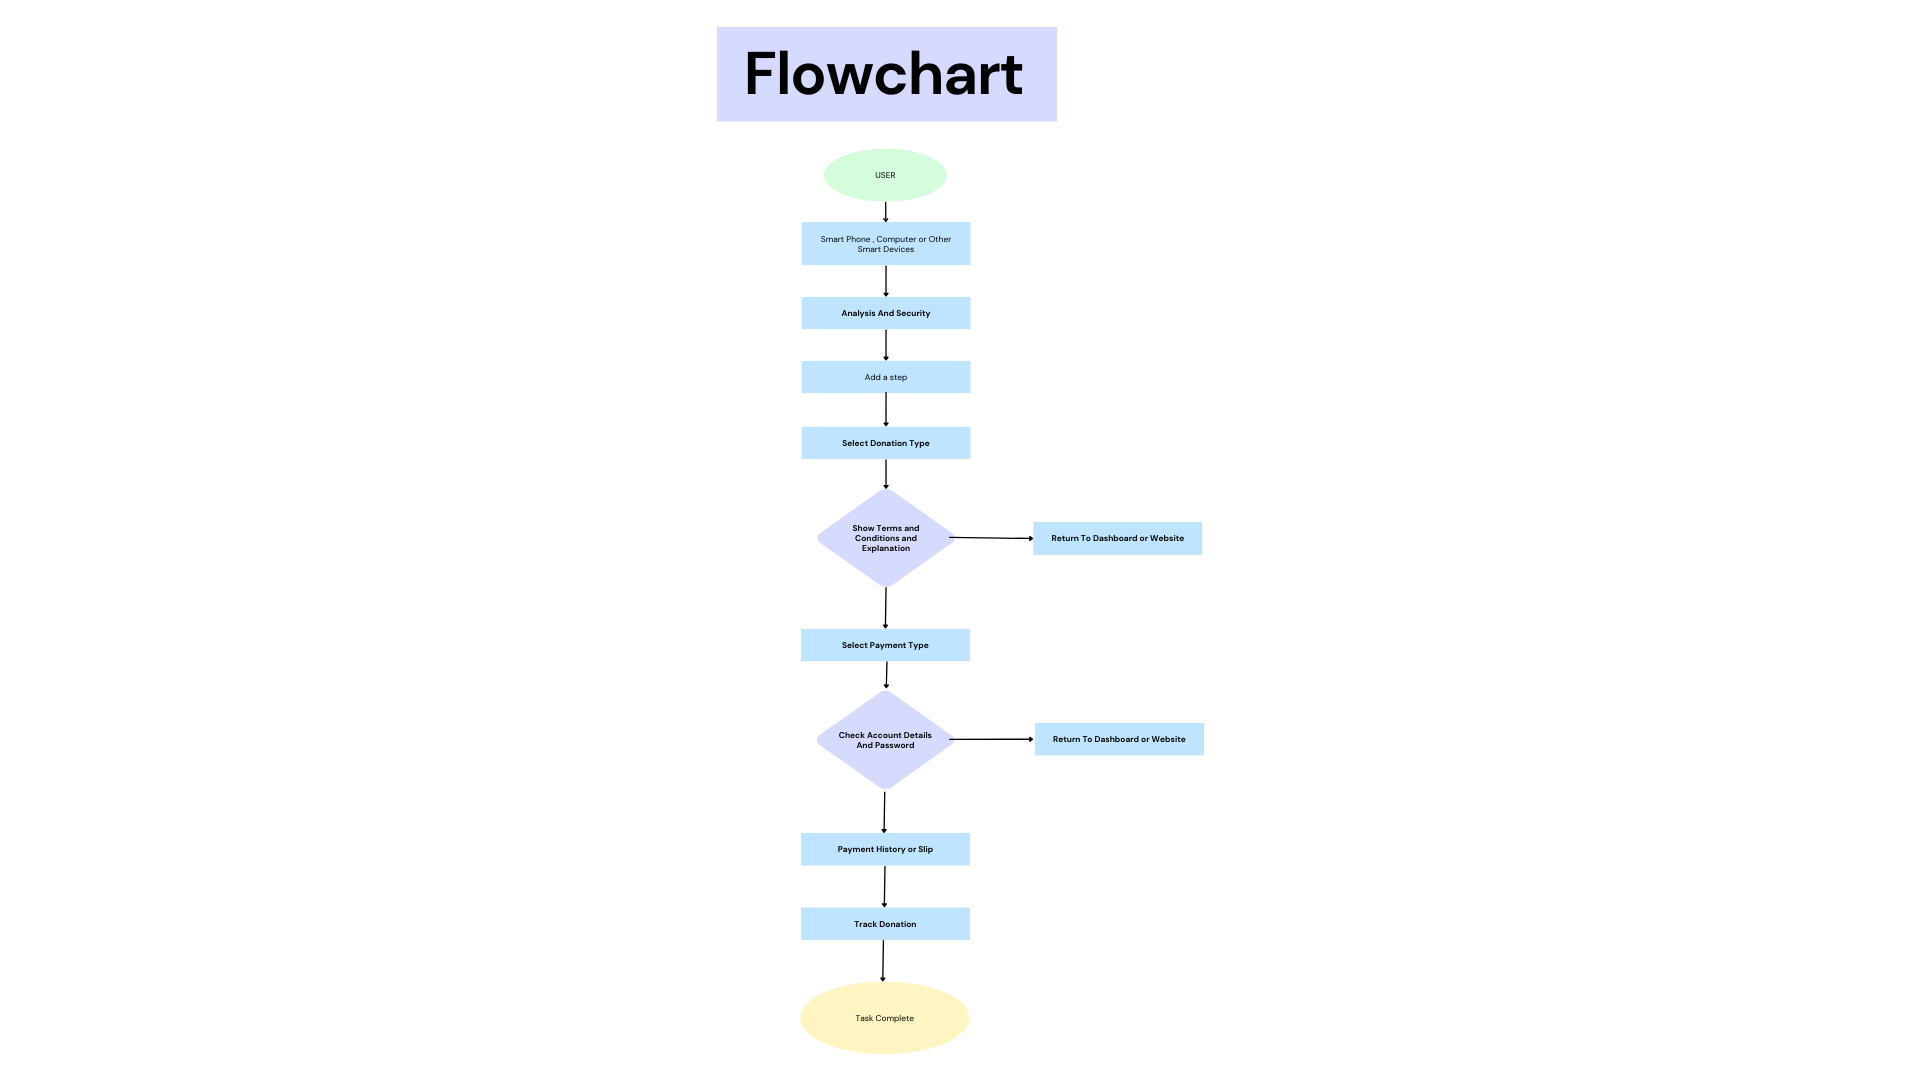 Flowchart
USER
Smart Phone , Computer or Other
Smart Devices
Analysis And Security
Add a step
Select Donation Type
Show Terms and
Conditions and
Explanation
Return To Dashboard or Website
Select Payment Type
Check Account Details
And Password
Return To Dashboard or Website
Payment History or Slip
Track Donation
Task Complete